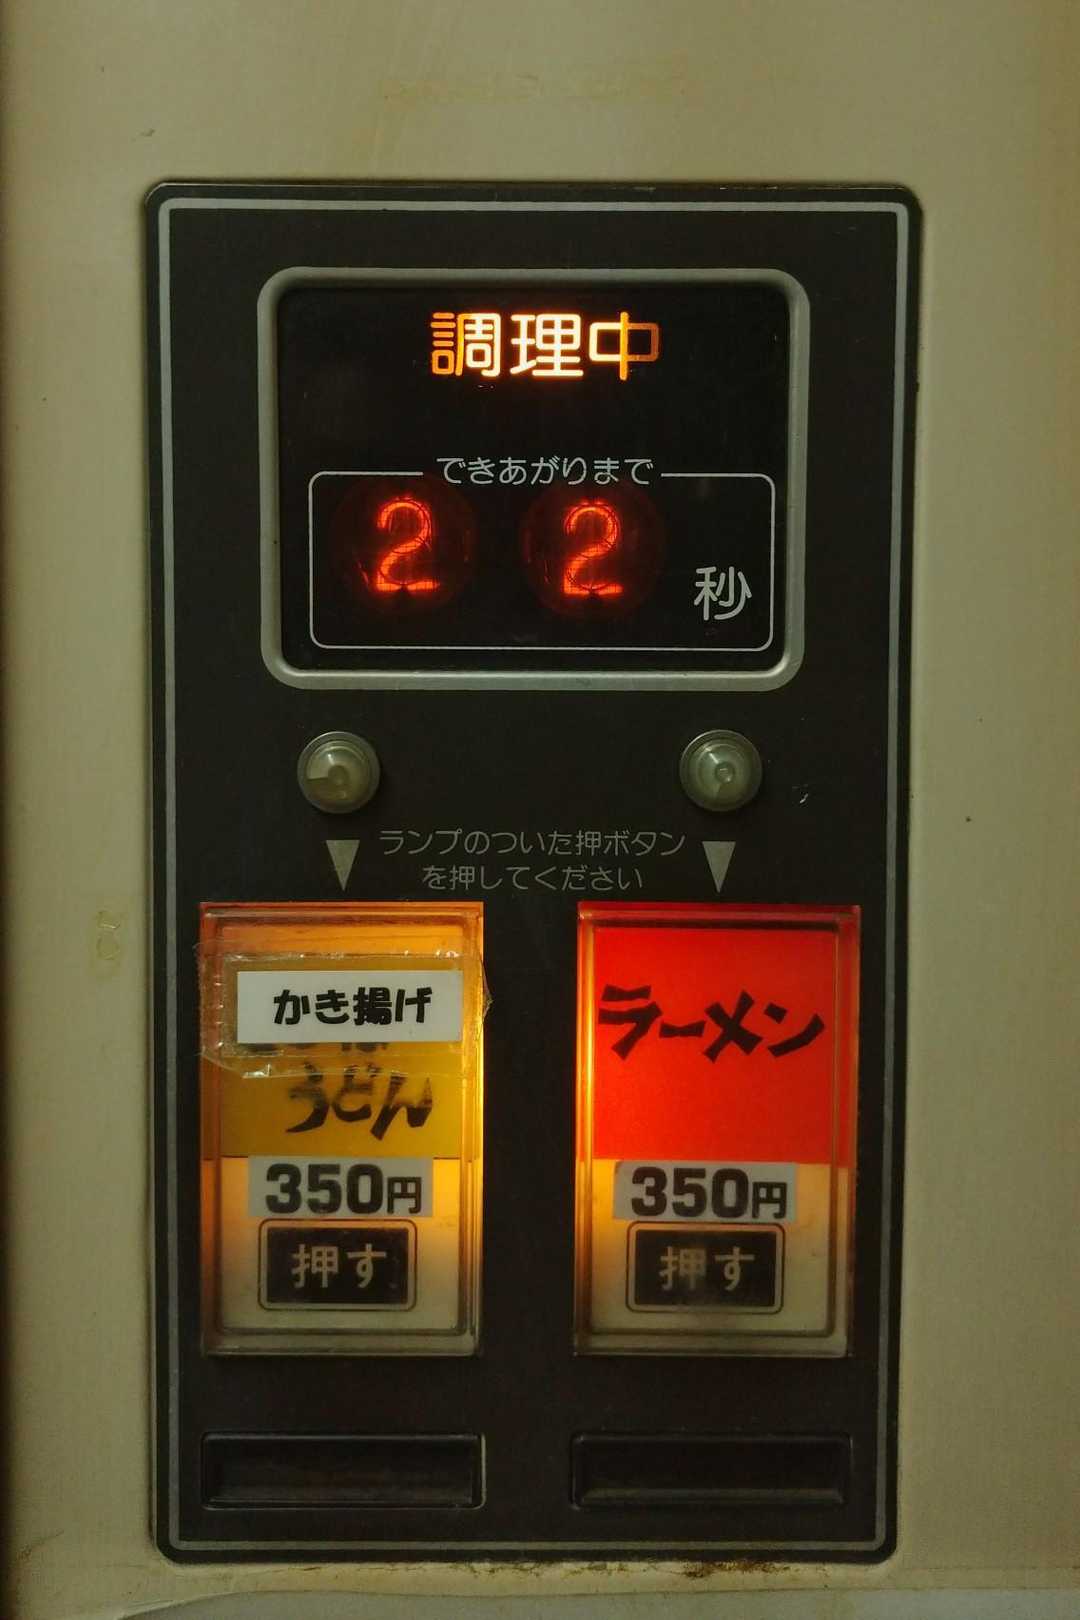 調理中
できあがりまで
22秒
ランプのついた押ボタン
を押してください
かき揚げ
うどん
350円
押す
ラーメン
350円
押す